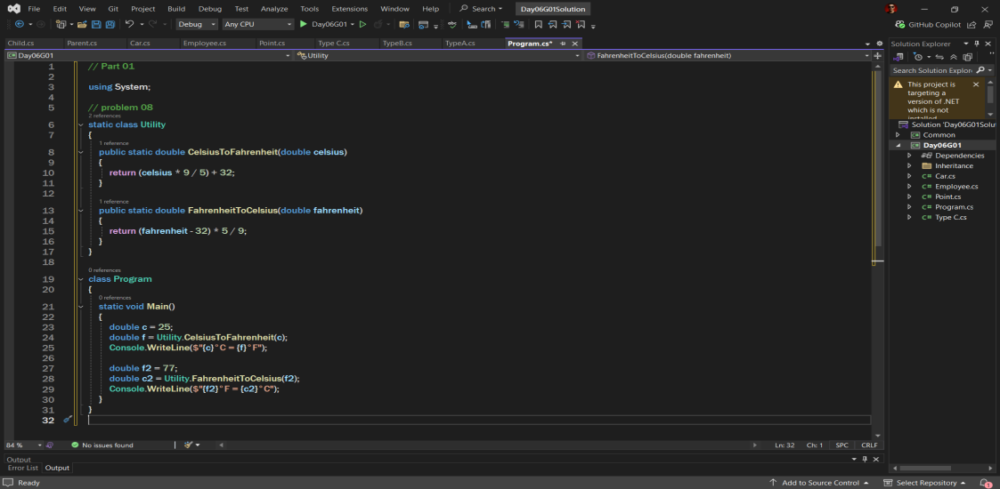 File Edit View Git Project Build Debug Test Analyze Tools Extensions Window Help Search Day06G01Solution
Debug Any CPU Day06G01 GitHub Copilot
Child.cs Parent.cs Car.cs Employee.cs Point.cs Type C.cs TypeB.cs TypeA.cs Program.cs*
Day06G01 Utility FahrenheitToCelsius(double fahrenheit)
1 // Part 01
2
3 using System;
4
5 // problem 08
2 references
6 static class Utility
7 {
1 reference
8 public static double CelsiusToFahrenheit(double celsius)
9 {
10 return (celsius * 9 / 5) + 32;
11 }
12
1 reference
13 public static double FahrenheitToCelsius(double fahrenheit)
14 {
15 return (fahrenheit - 32) * 5 / 9;
16 }
17 }
18
0 references
19 class Program
20 {
0 references
21 static void Main()
22 {
23 double c = 25;
24 double f = Utility.CelsiusToFahrenheit(c);
25 Console.WriteLine($"{c}°C = {f}°F");
26
27 double f2 = 77;
28 double c2 = Utility.FahrenheitToCelsius(f2);
29 Console.WriteLine($"{f2}°F = {c2}°C");
30 }
31 }
32
84 % No issues found Ln: 32 Ch: 1 SPC CRLF
Output
Error List Output
Solution Explorer
Search Solution Explor
This project is
targeting a
version of .NET
which is not
installed
Solution 'Day06G01Solu
Common
C# Day06G01
Dependencies
Inheritance
C# Car.cs
C# Employee.cs
C# Point.cs
C# Program.cs
C# Type C.cs
Ready Add to Source Control Select Repository 1